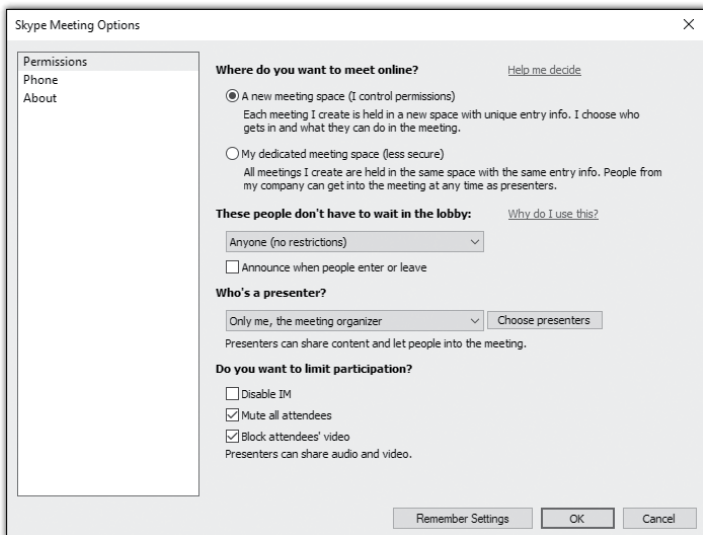 Skype Meeting Options
Permissions
Phone
About
Where do you want to meet online? Help me decide
A new meeting space (I control permissions)
Each meeting I create is held in a new space with unique entry info. I choose who
gets in and what they can do in the meeting.
My dedicated meeting space (less secure)
All meetings I create are held in the same space with the same entry info. People from
my company can get into the meeting at any time as presenters.
These people don't have to wait in the lobby: Why do I use this?
Anyone (no restrictions)
Announce when people enter or leave
Who's a presenter?
Only me, the meeting organizer Choose presenters
Presenters can share content and let people into the meeting.
Do you want to limit participation?
Disable IM
Mute all attendees
Block attendees' video
Presenters can share audio and video.
Remember Settings OK Cancel